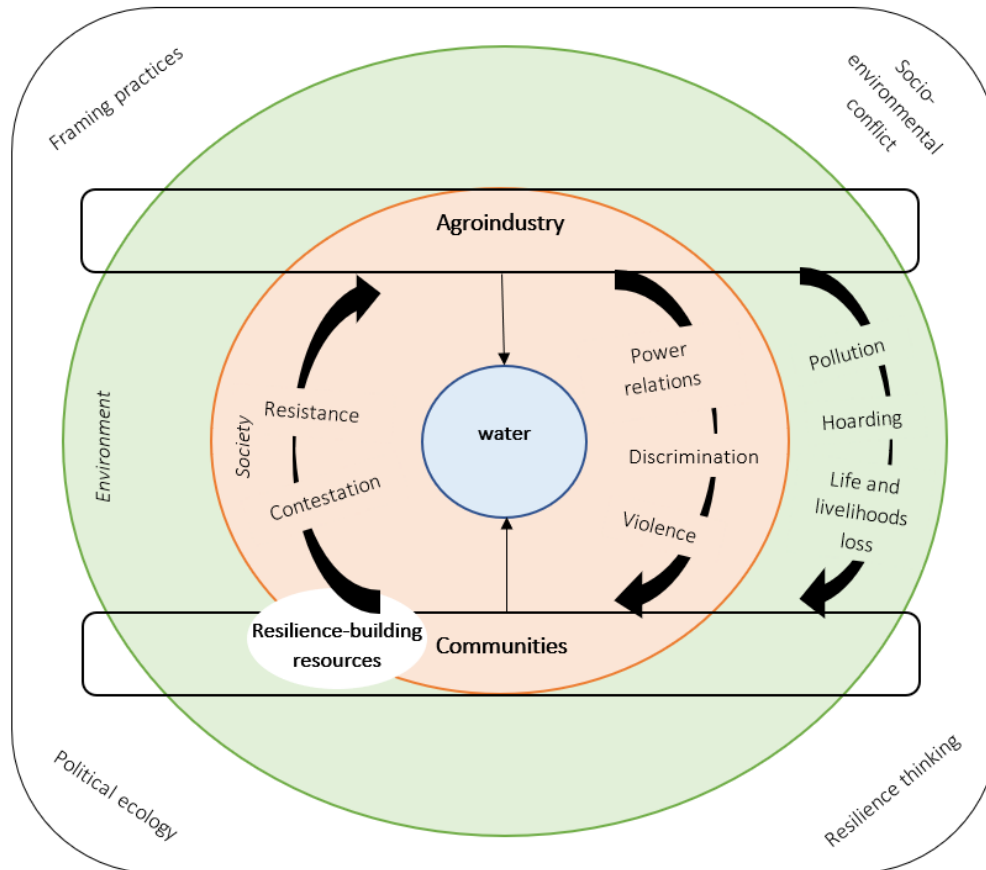 Framing practices
Socio-
environmental
conflict
Agroindustry
Environment
Society
Resistance
Contestation
water
Power
relations
Discrimination
Violence
Pollution
Hoarding
Life and
livelihoods
loss
Resilience-building
resources
Communities
Political ecology
Resilience thinking